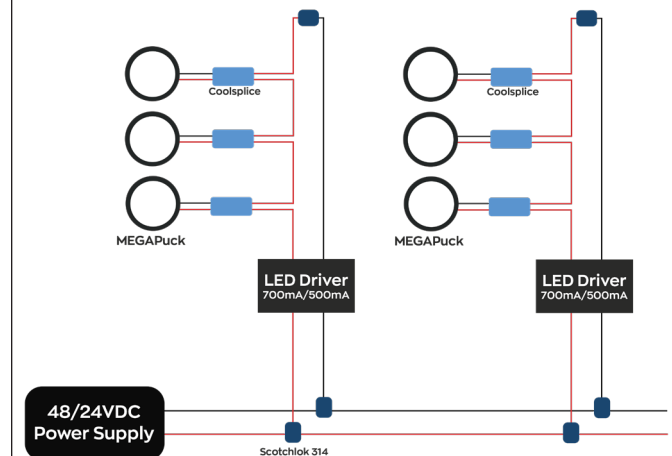 Coolsplice
Coolsplice
MEGAPuck
MEGAPuck
LED Driver
700mA/500mA
LED Driver
700mA/500mA
48/24VDC
Power Supply
Scotchlok 314